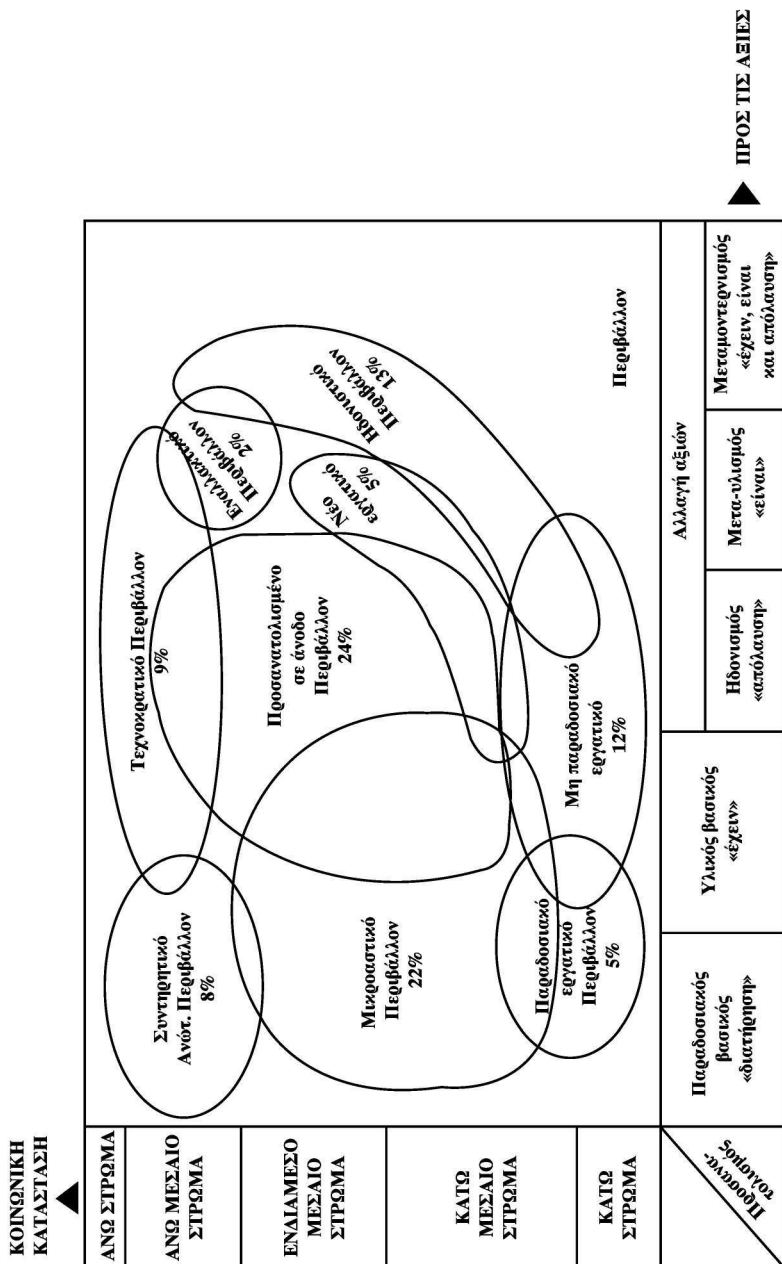 ΚΟΙΝΩΝΙΚΗ
ΚΑΤΑΣΤΑΣΗ
ΑΝΩ ΣΤΡΩΜΑ
ΑΝΩ ΜΕΣΑΙΟ
ΣΤΡΩΜΑ
ΕΝΔΙΑΜΕΣΟ
ΜΕΣΑΙΟ
ΣΤΡΩΜΑ
ΚΑΤΩ
ΜΕΣΑΙΟ
ΣΤΡΩΜΑ
ΚΑΤΩ
ΣΤΡΩΜΑ
Συντηρητικό
Ανώτ. Περιβάλλον
8%
Τεχνοκρατικό Περιβάλλον
9%
Εναλλακτικό
Περιβάλλον
2%
Μικροαστικό
Περιβάλλον
22%
Προσανατολισμένο
σε άνοδο
Περιβάλλον
24%
Νέο
εργατικό
5%
Ηδονιστικό
Περιβάλλον
13%
Παραδοσιακό
εργατικό
Περιβάλλον
5%
Μη παραδοσιακό
εργατικό
12%
Περιβάλλον
Προσανα-
τολισμός
Παραδοσιακός
βασικός
«διατήρηση»
Υλικός βασικός
«έχειν»
Αλλαγή αξιών
Ηδονισμός
«απόλαυση»
Μετα-υλισμός
«είναι»
Μεταμοντερνισμός
«έχειν, είναι
και απόλαυση»
ΠΡΟΣ ΤΙΣ ΑΞΙΕΣ